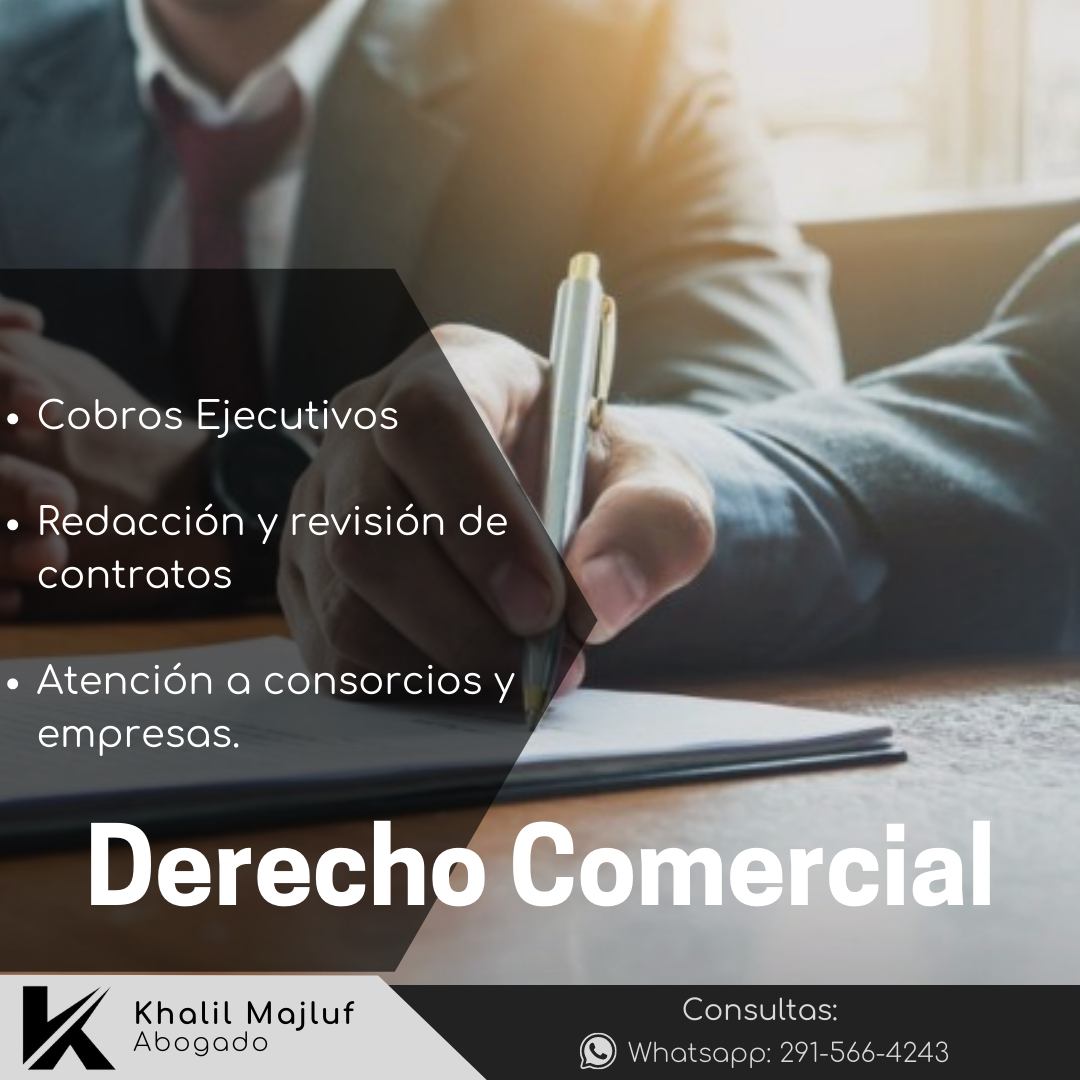 • Cobros Ejecutivos
• Redacción y revisión de
contratos
• Atención a consorcios y
empresas.
Derecho Comercial
Khalil Majluf
Abogado
Consultas:
Whatsapp: 291-566-4243